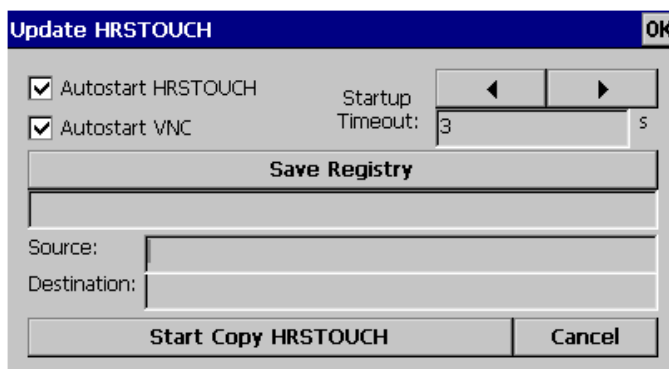 Update HRSTOUCH OK
Autostart HRSTOUCH
Autostart VNC
Startup
Timeout: 3 s
Save Registry
Source:
Destination:
Start Copy HRSTOUCH Cancel